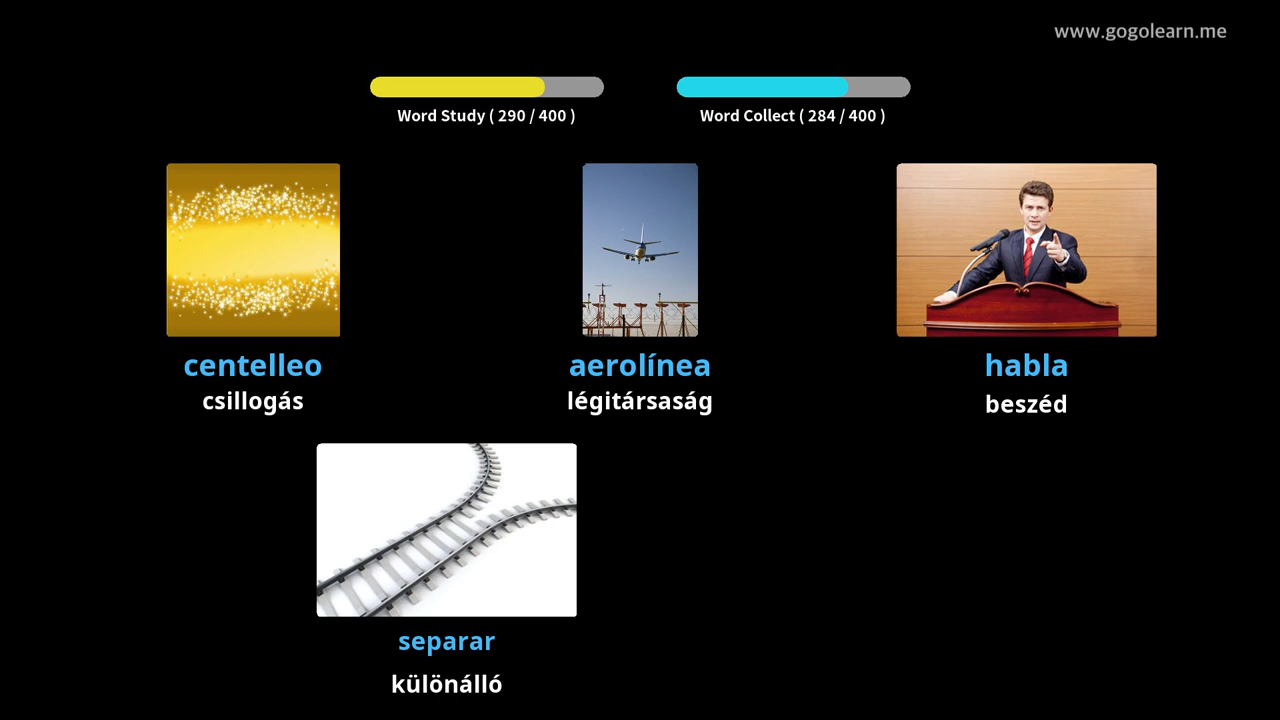 www.gogolearn.me
Word Study ( 290 / 400 )
Word Collect ( 284 / 400 )
centelleo
csillogás
aerolínea
légitársaság
habla
beszéd
separar
különálló